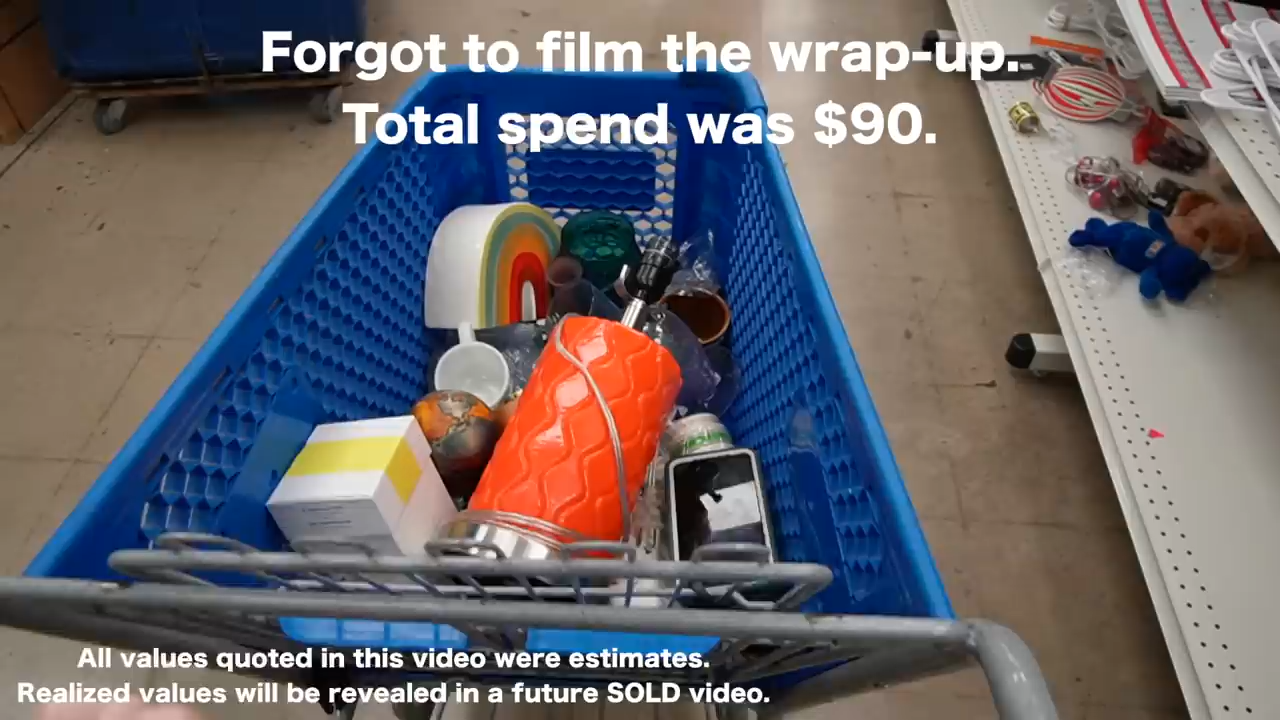 Forgot to film the wrap-up.
Total spend was $90.
All values quoted in this video were estimates.
Realized values will be revealed in a future SOLD video.